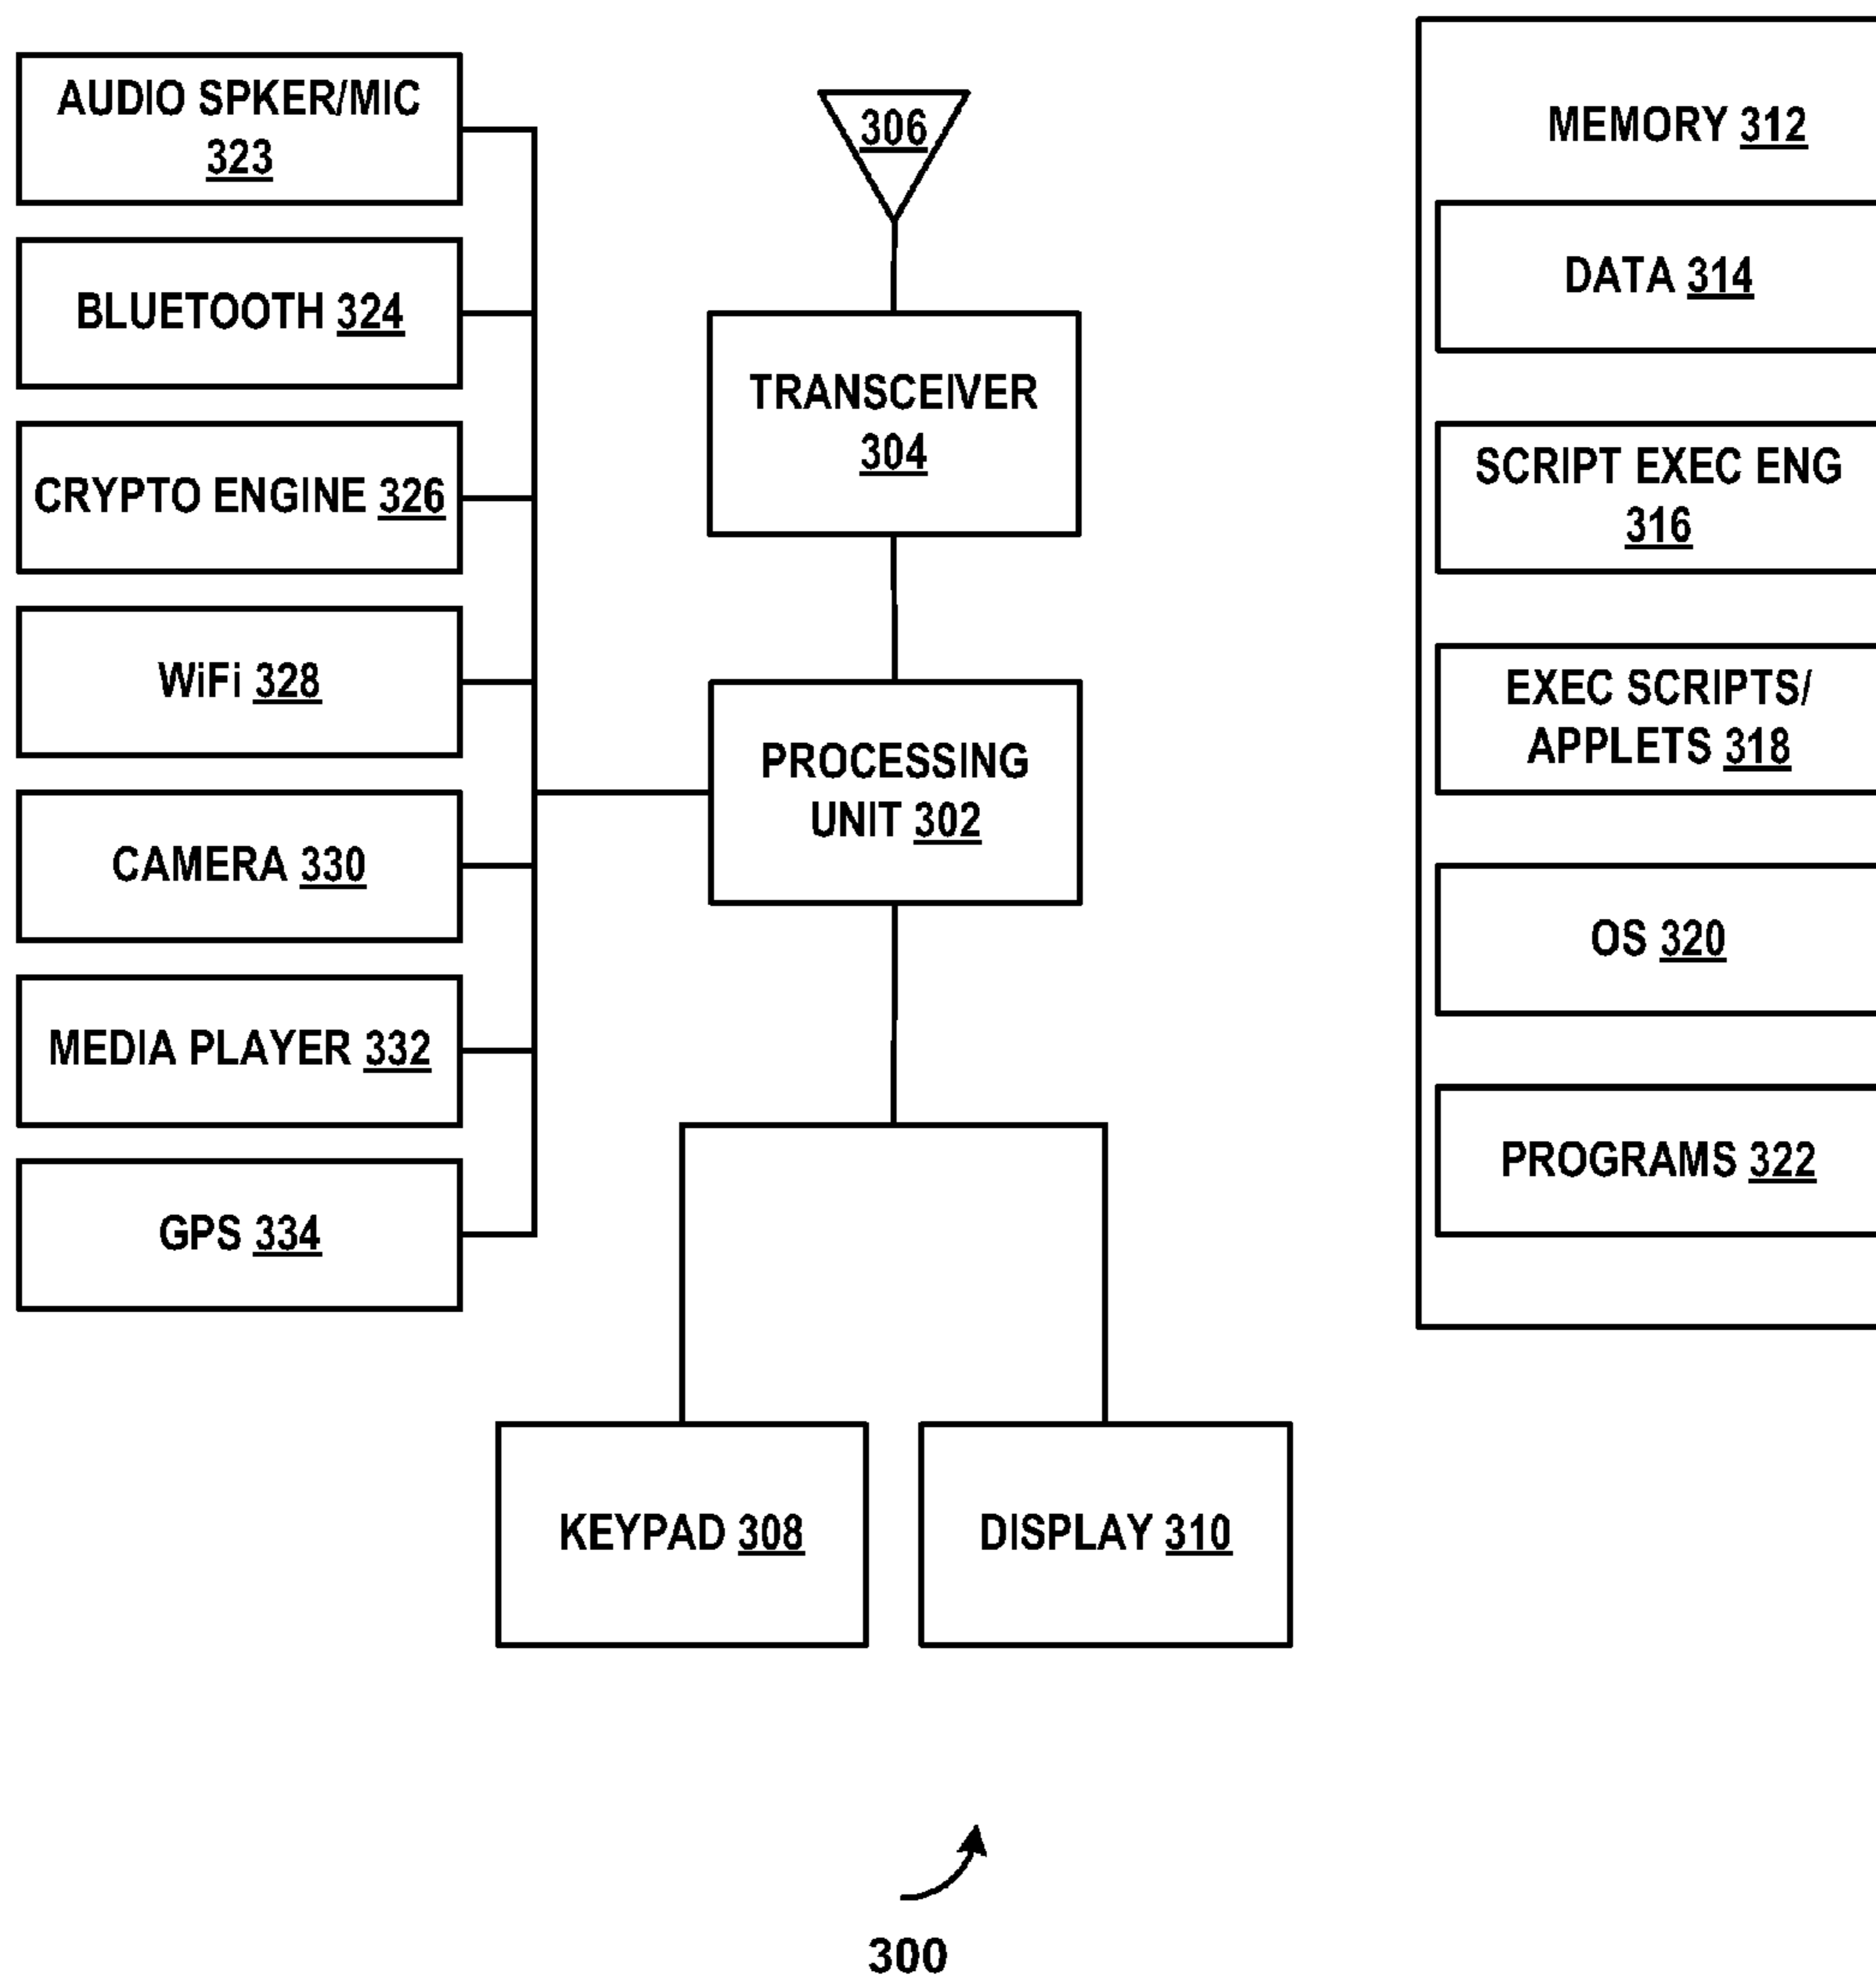 AUDIO SPKER/MIC
323
BLUETOOTH 324
CRYPTO ENGINE 326
WiFi 328
CAMERA 330
MEDIA PLAYER 332
GPS 334
306
TRANSCEIVER
304
PROCESSING
UNIT 302
KEYPAD 308
DISPLAY 310
MEMORY 312
DATA 314
SCRIPT EXEC ENG
316
EXEC SCRIPTS/
APPLETS 318
OS 320
PROGRAMS 322
300